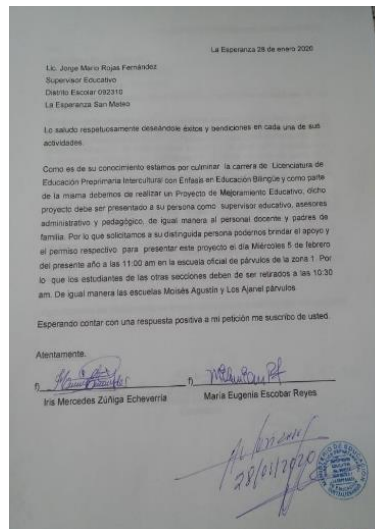 La Esperanza 28 de enero 2020
Lic. Jorge Mario Rojas Fernández
Supervisor Educativo
Distrito Escolar 092310
La Esperanza San Mateo
Lo saludo respetuosamente deseándole éxitos y bendiciones en cada una de sus
actividades.
Como es de su conocimiento estamos por culminar la carrera de Licenciatura de
Educación Preprimaria Intercultural con Énfasis en Educación Bilingüe y como parte
de la misma debemos de realizar un Proyecto de Mejoramiento Educativo, dicho
proyecto debe ser presentado a su persona como supervisor educativo, asesores
administrativo y pedagógico, de igual manera al personal docente y padres de
familia. Por lo que solicitamos a su distinguida persona podernos brindar el apoyo y
el permiso respectivo para presentar este proyecto el día Miércoles 5 de febrero
del presente año a las 11:00 am en la escuela oficial de párvulos de la zona 1. Por
lo que los estudiantes de las otras secciones deben de ser retirados a las 10:30
am. De igual manera las escuelas Moisés Agustín y Los Ajanel párvulos.
Esperando contar con una respuesta positiva a mi petición me suscribo de usted.
Atentamente.
f) f)
Iris Mercedes Zúñiga Echeverría María Eugenia Escobar Reyes
28/01/2020